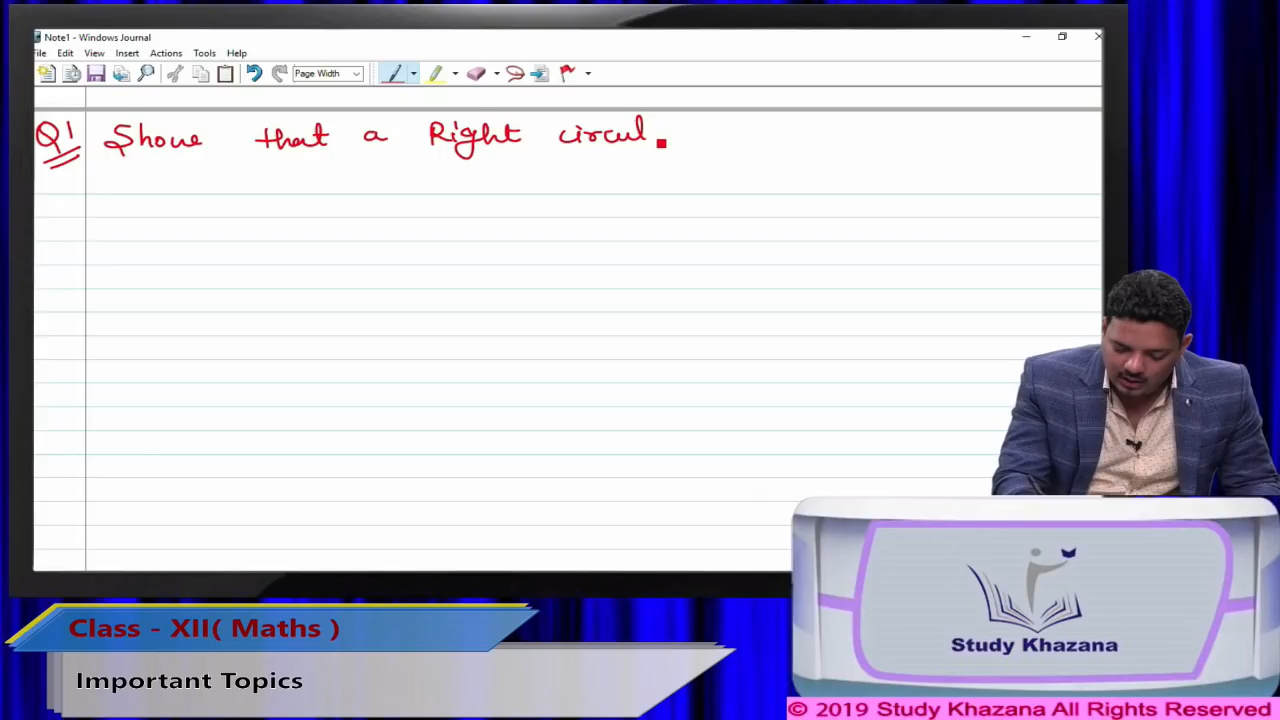 Note1 - Windows Journal
File Edit View Insert Actions Tools Help
Page Width
Q1 Shove that a Right circul
Class - XII( Maths )
Important Topics
Study Khazana
© 2019 Study Khazana All Rights Reserved